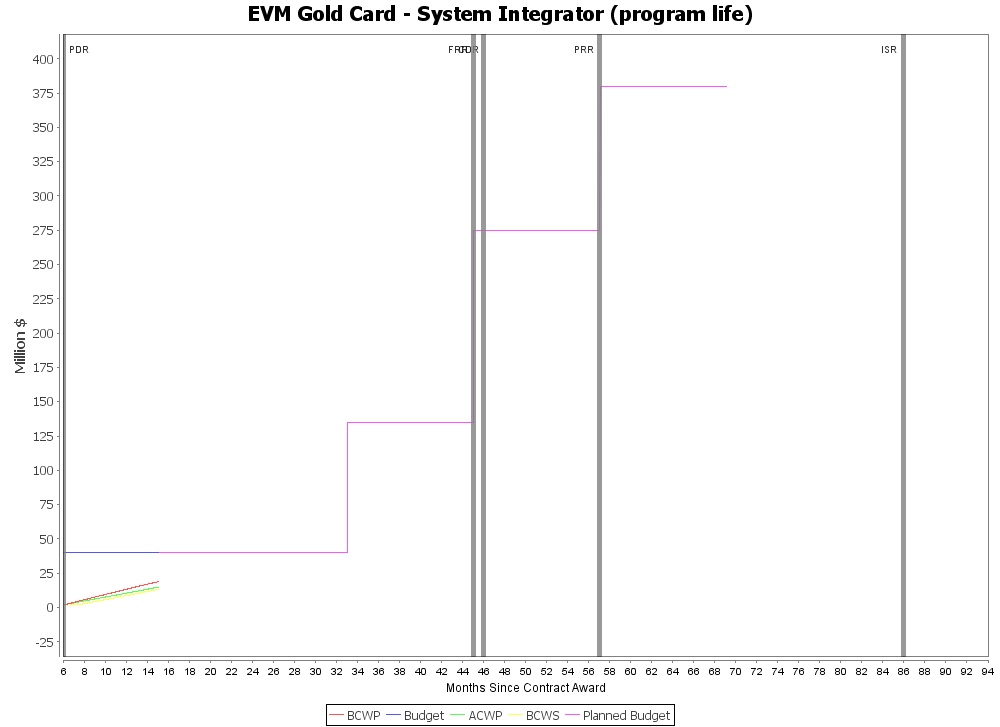 EVM Gold Card - System Integrator (program life)
PDR
FRR
CDR
PRR
ISR
400
375
350
325
300
275
250
225
200
175
150
125
100
75
50
25
0
-25
Million $
6 8 10 12 14 16 18 20 22 24 26 28 30 32 34 36 38 40 42 44 46 48 50 52 54 56 58 60 62 64 66 68 70 72 74 76 78 80 82 84 86 88 90 92 94
Months Since Contract Award
BCWP Budget ACWP BCWS Planned Budget